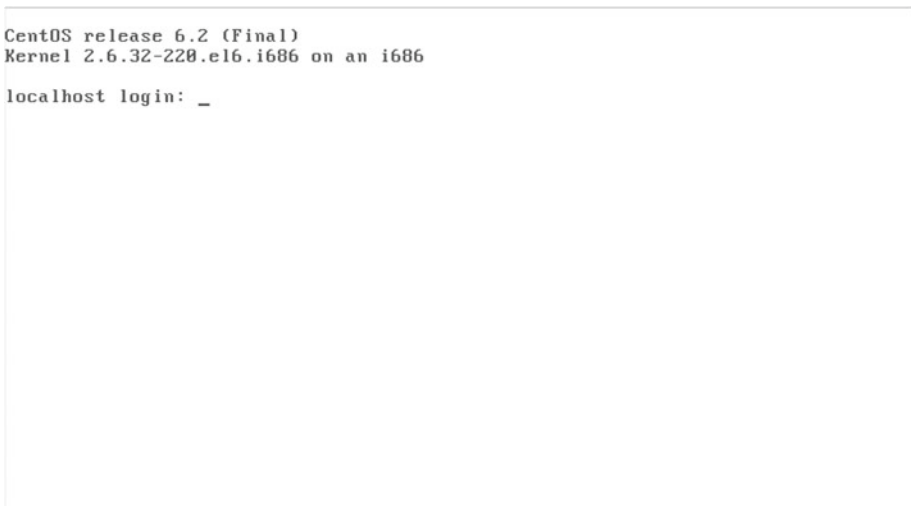 CentOS release 6.2 (Final)
Kernel 2.6.32-220.el6.i686 on an i686
localhost login: _